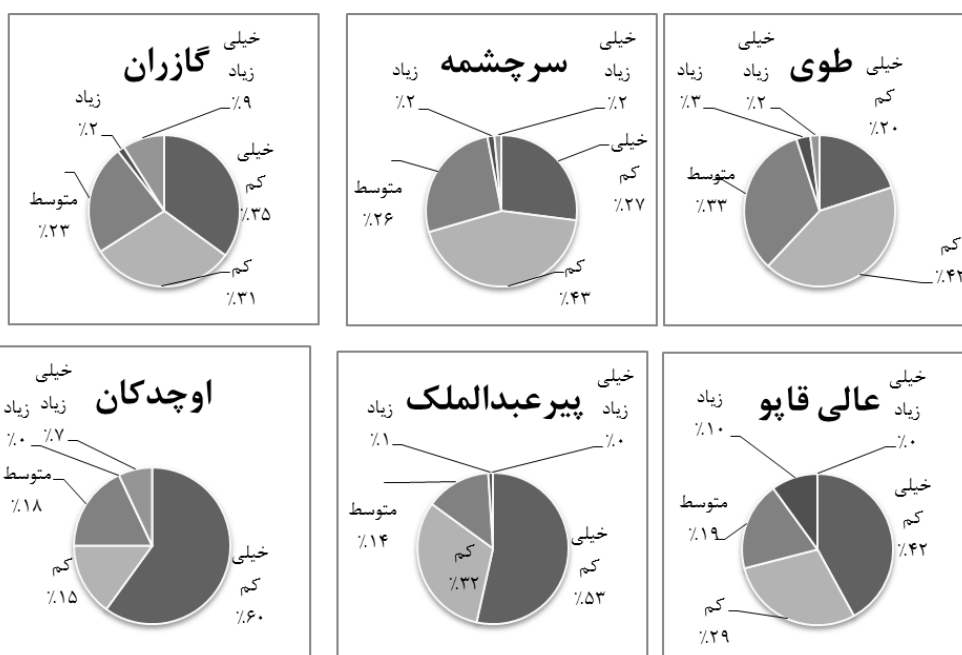 طوی
خیلی
کم
٪۲۰
کم
٪۴۲
متوسط
٪۳۳
زیاد
٪۳
خیلی
زیاد
٪۲
سرچشمه
خیلی
کم
٪۲۷
کم
٪۴۳
متوسط
٪۲۶
زیاد
٪۲
خیلی
زیاد
٪۲
گازران
خیلی
کم
٪۳۵
کم
٪۳۱
متوسط
٪۲۳
زیاد
٪۲
خیلی
زیاد
٪۹
عالی قاپو
خیلی
کم
٪۴۲
کم
٪۲۹
متوسط
٪۱۹
زیاد
٪۱۰
خیلی
زیاد
٪۰
پیرعبدالملک
خیلی
کم
٪۵۳
کم
٪۳۲
متوسط
٪۱۴
زیاد
٪۱
خیلی
زیاد
٪۰
اوچدکان
خیلی
کم
٪۶۰
کم
٪۱۵
متوسط
٪۱۸
زیاد
٪۰
خیلی
زیاد
٪۷